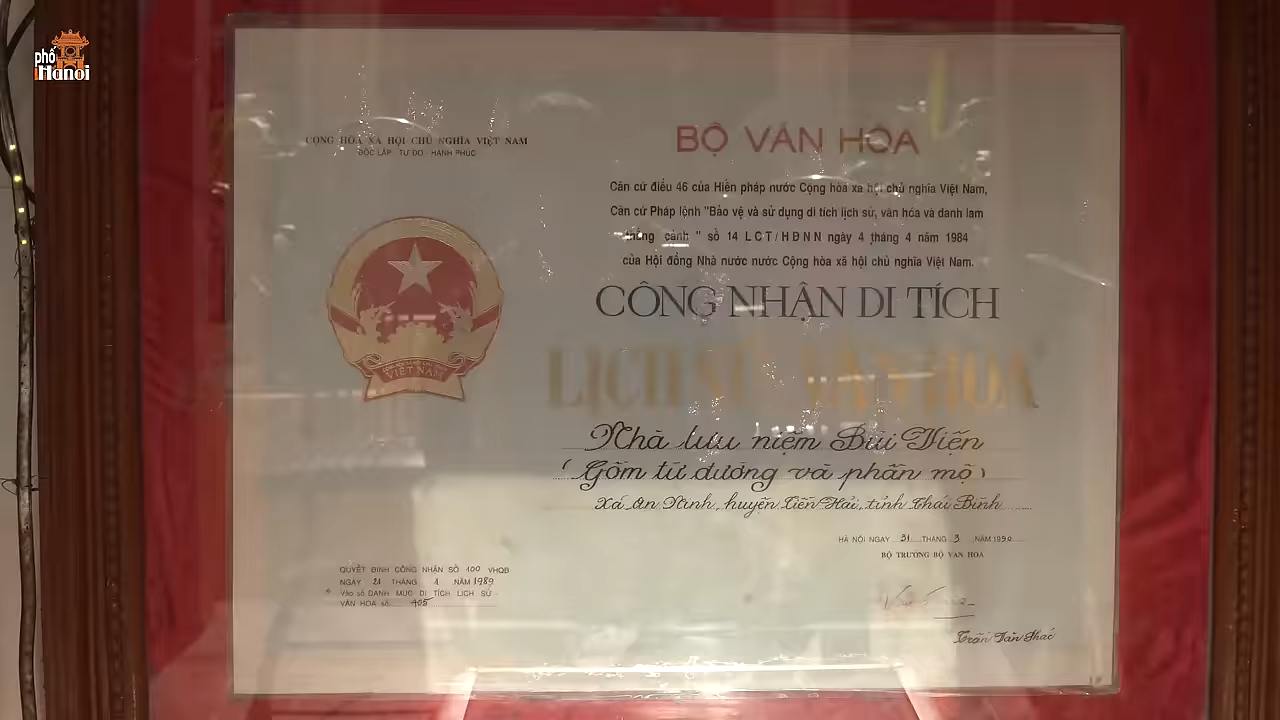 phố
iHanoi
CỘNG HÒA XÃ HỘI CHỦ NGHĨA VIỆT NAM
ĐỘC LẬP - TỰ DO - HẠNH PHÚC
VIỆT NAM
QUYẾT ĐỊNH CÔNG NHẬN SỐ 100 VHQĐ
NGÀY 21 THÁNG 1 NĂM 1989
Vào sổ DANH MỤC DI TÍCH LỊCH SỬ -
VĂN HÓA số 405
BỘ VĂN HÓA
Căn cứ điều 46 của Hiến pháp nước Cộng hòa xã hội chủ nghĩa Việt Nam,
Căn cứ Pháp lệnh "Bảo vệ và sử dụng di tích lịch sử, văn hóa và danh lam
thắng cảnh " số 14 LCT/HĐNN ngày 4 tháng 4 năm 1984
của Hội đồng Nhà nước nước Cộng hòa xã hội chủ nghĩa Việt Nam.
CÔNG NHẬN DI TÍCH
LỊCH SỬ VĂN HÓA
Nhà lưu niệm Bùi Viện
(Gồm từ đường và phần mộ)
Xã An Ninh, huyện Tiền Hải, tỉnh Thái Bình
HÀ NỘI NGÀY 31 THÁNG 3 NĂM 1990
BỘ TRƯỞNG BỘ VĂN HÓA
Trần Văn Phác